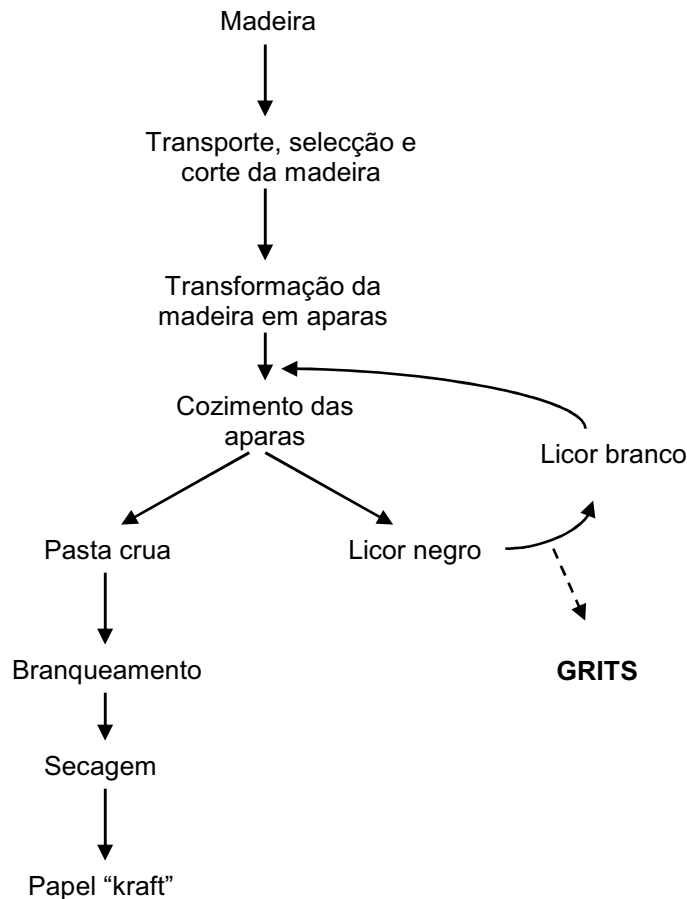 Madeira
Transporte, selecção e
corte da madeira
Transformação da
madeira em aparas
Cozimento das
aparas
Licor branco
Pasta crua
Licor negro
Branqueamento
GRITS
Secagem
Papel “kraft”